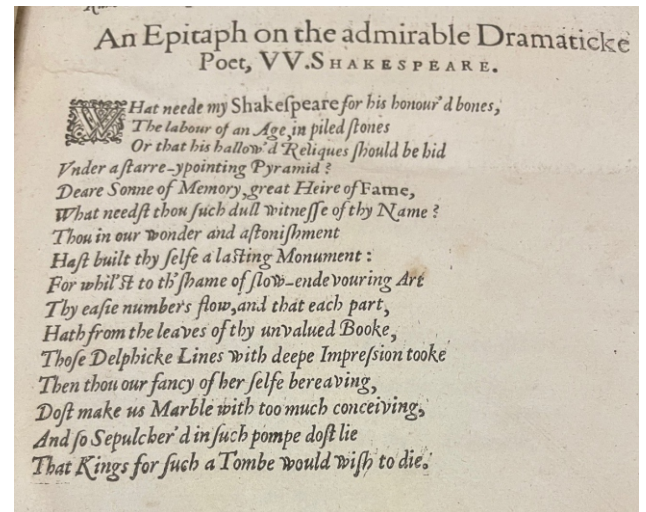 An Epitaph on the admirable Dramaticke
Poet, VV.SHAKESPEARE.
WHat neede my Shakeſpeare for his honour'd bones,
The labour of an Age, in piled ſtones
Or that his hallow'd Reliques ſhould be hid
Vnder a ſtarre-ypointing Pyramid ?
Deare Sonne of Memory, great Heire of Fame,
What needſt thou ſuch dull witneſſe of thy Name ?
Thou in our wonder and aſtoniſhment
Haſt built thy ſelfe a laſting Monument :
For whil'ſt to th' ſhame of ſlow-endevouring Art
Thy eaſie numbers flow, and that each part,
Hath from the leaves of thy unvalued Booke,
Thoſe Delphicke Lines with deepe Impreſsion tooke
Then thou our fancy of her ſelfe bereaving,
Doſt make us Marble with too much conceiving,
And ſo Sepulcher'd in ſuch pompe doſt lie
That Kings for ſuch a Tombe would wiſh to die.